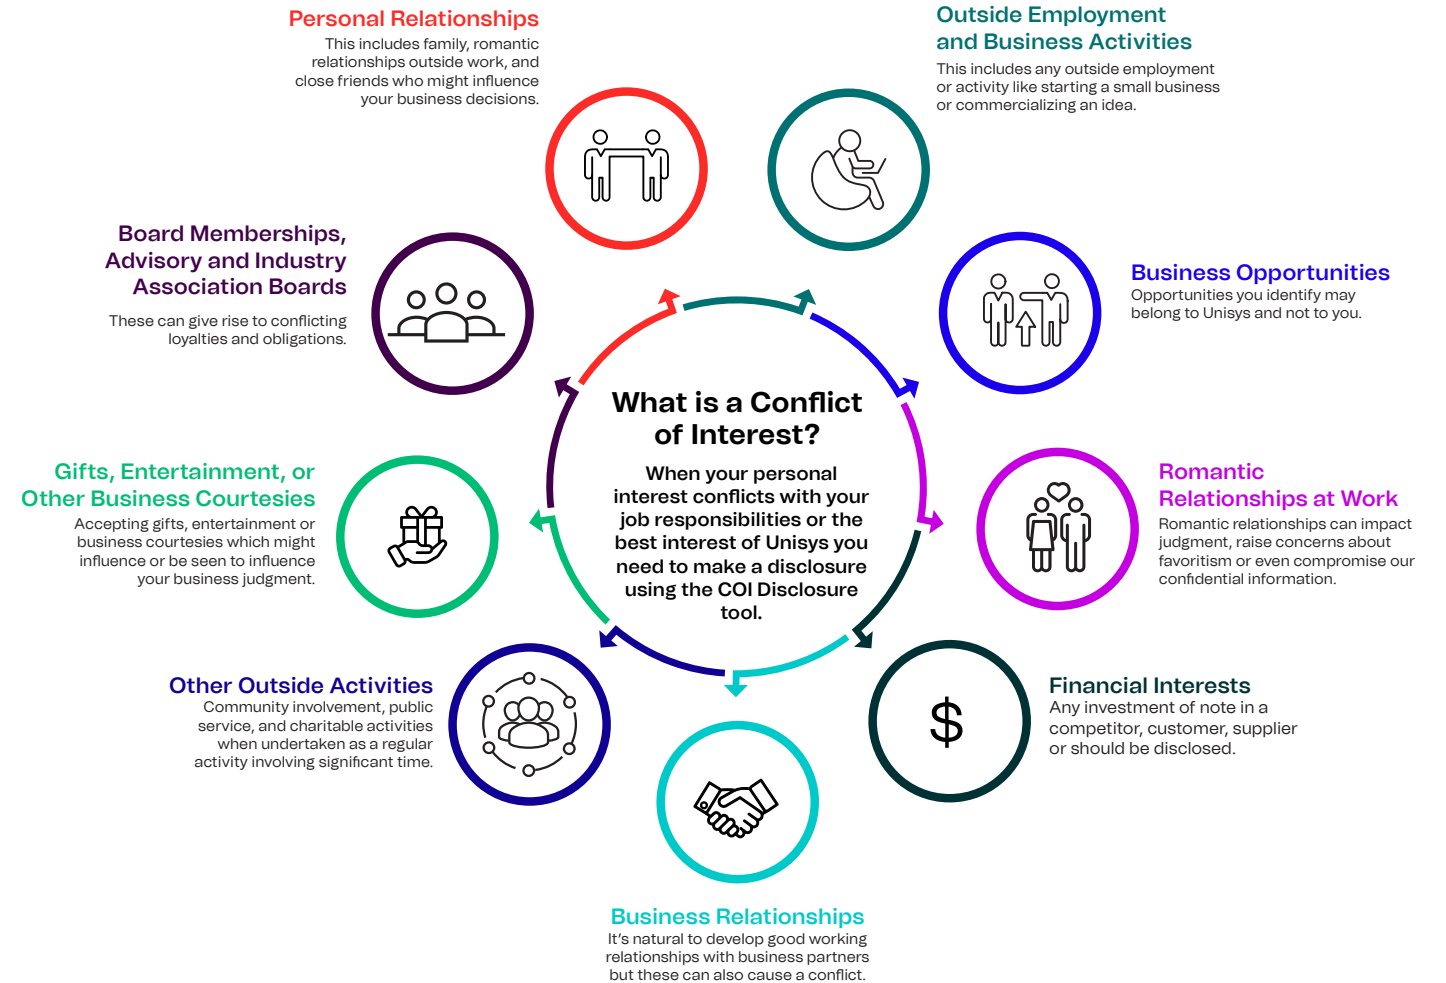 Personal Relationships
This includes family, romantic
relationships outside work, and
close friends who might influence
your business decisions.
Outside Employment
and Business Activities
This includes any outside employment
or activity like starting a small business
or commercializing an idea.
Board Memberships,
Advisory and Industry
Association Boards
These can give rise to conflicting
loyalties and obligations.
Business Opportunities
Opportunities you identify may
belong to Unisys and not to you.
What is a Conflict
of Interest?
When your personal
interest conflicts with your
job responsibilities or the
best interest of Unisys you
need to make a disclosure
using the COI Disclosure
tool.
Gifts, Entertainment, or
Other Business Courtesies
Accepting gifts, entertainment or
business courtesies which might
influence or be seen to influence
your business judgment.
Romantic
Relationships at Work
Romantic relationships can impact
judgment, raise concerns about
favoritism or even compromise our
confidential information.
Other Outside Activities
Community involvement, public
service, and charitable activities
when undertaken as a regular
activity involving significant time.
$
Financial Interests
Any investment of note in a
competitor, customer, supplier
or should be disclosed.
Business Relationships
It’s natural to develop good working
relationships with business partners
but these can also cause a conflict.